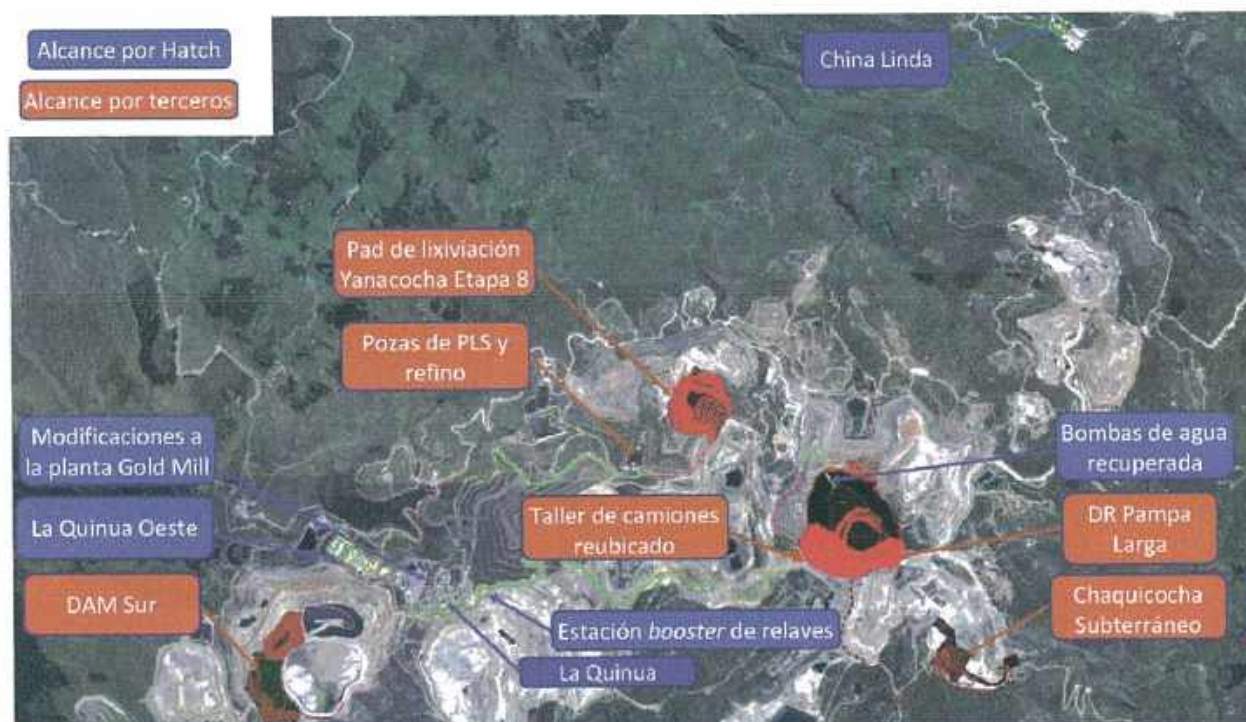 Alcance por Hatch
Alcance por terceros
China Linda
Pad de lixiviación
Yanacocha Etapa 8
Pozas de PLS y
refino
Modificaciones a
la planta Gold Mill
Bombas de agua
recuperada
La Quinua Oeste
Taller de camiones
reubicado
DR Pampa
Larga
DAM Sur
Chaquicocha
Subterráneo
Estación booster de relaves
La Quinua